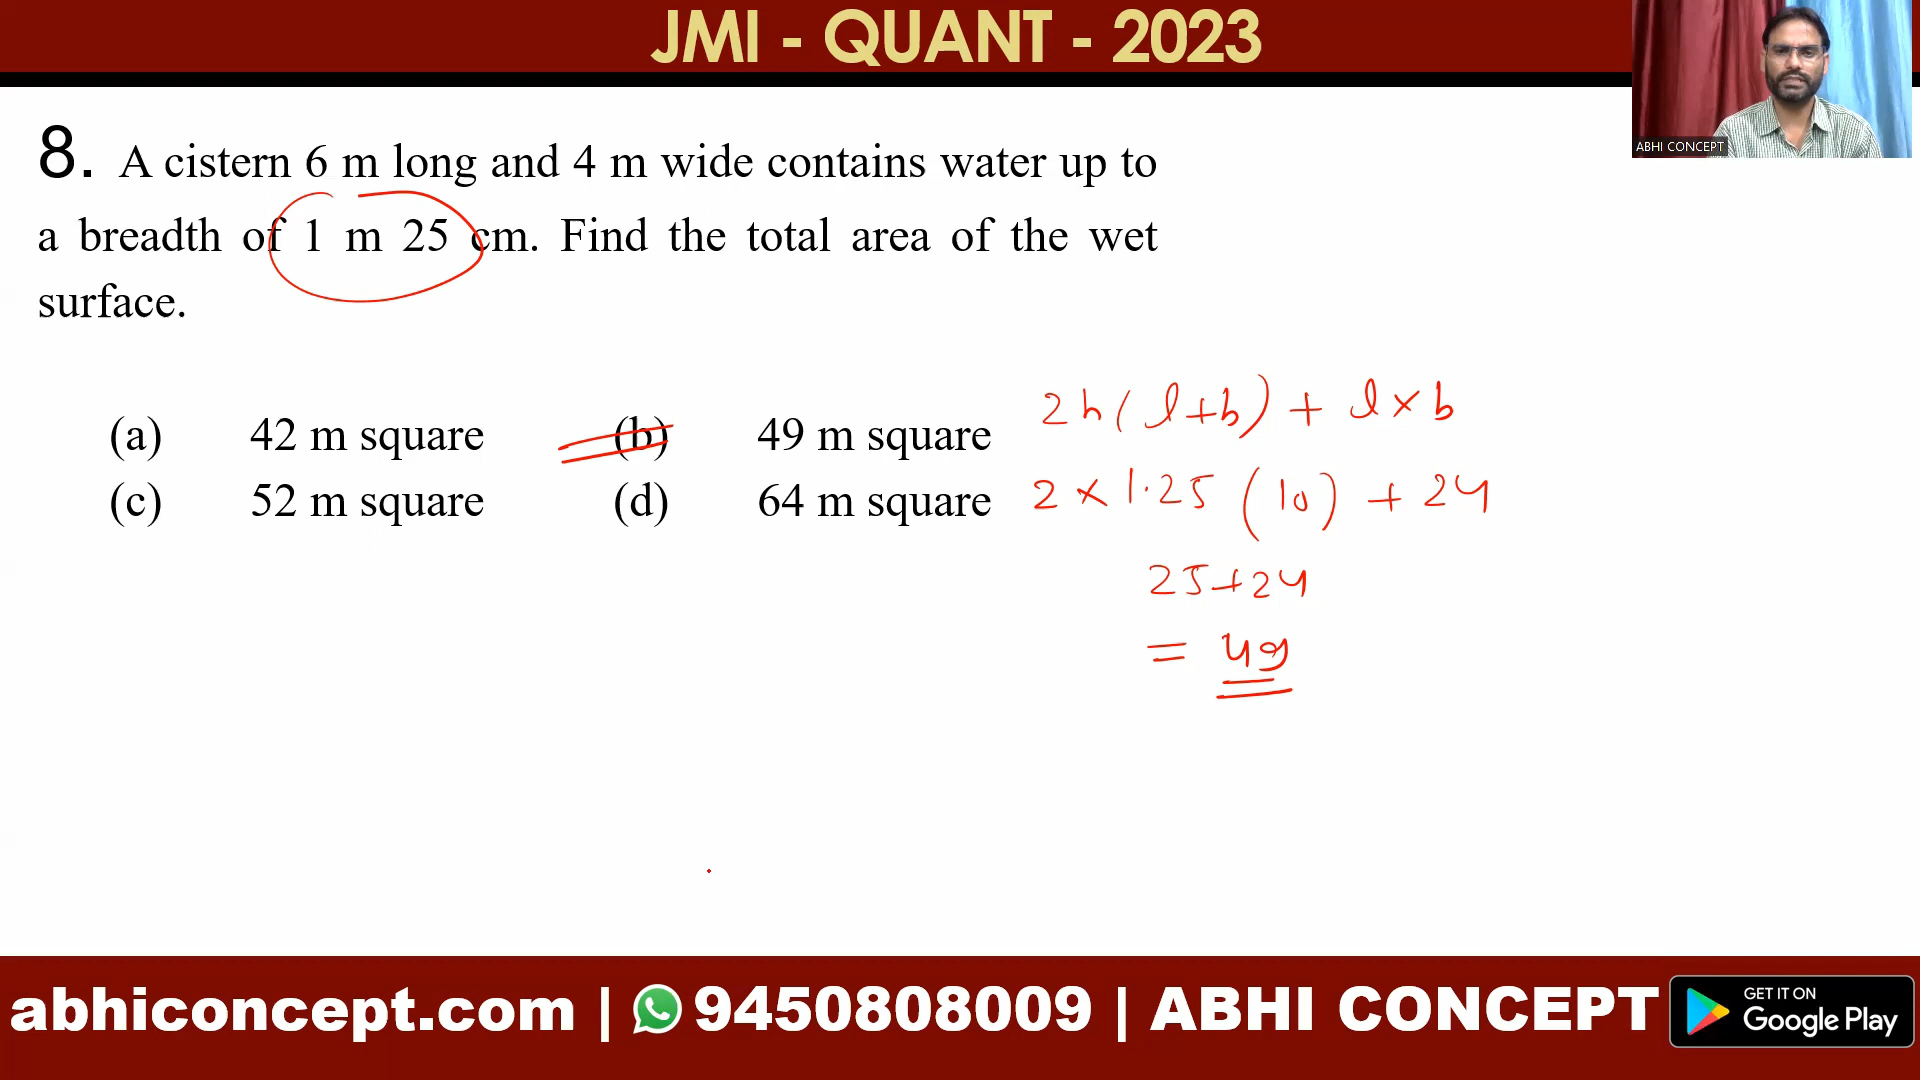 JMI - QUANT - 2023
ABHI CONCEPT
8. A cistern 6 m long and 4 m wide contains water up to
a breadth of 1 m 25 cm. Find the total area of the wet
surface.
(a) 42 m square (b) 49 m square
(c) 52 m square (d) 64 m square
2h(l+b) + l×b
2×1.25 (10) + 24
25+24
= 49
abhiconcept.com | 9450808009 | ABHI CONCEPT
GET IT ON
Google Play